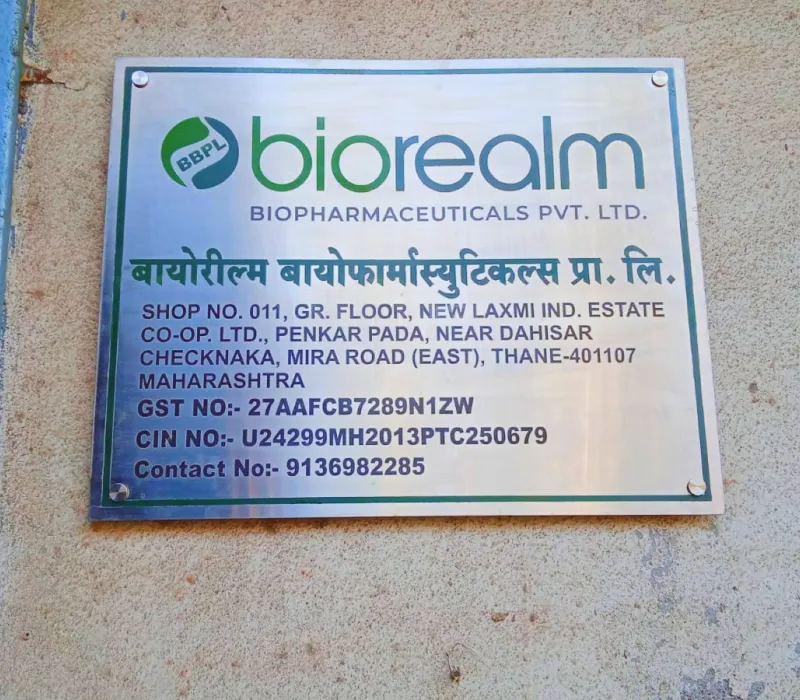 BBPL
biorealm
BIOPHARMACEUTICALS PVT. LTD.
बायोरील्म बायोफार्मास्युटिकल्स प्रा. लि.
SHOP NO. 011, GR. FLOOR, NEW LAXMI IND. ESTATE
CO-OP. LTD., PENKAR PADA, NEAR DAHISAR
CHECKNAKA, MIRA ROAD (EAST), THANE-401107
MAHARASHTRA
GST NO:- 27AAFCB7289N1ZW
CIN NO:- U24299MH2013PTC250679
Contact No:- 9136982285